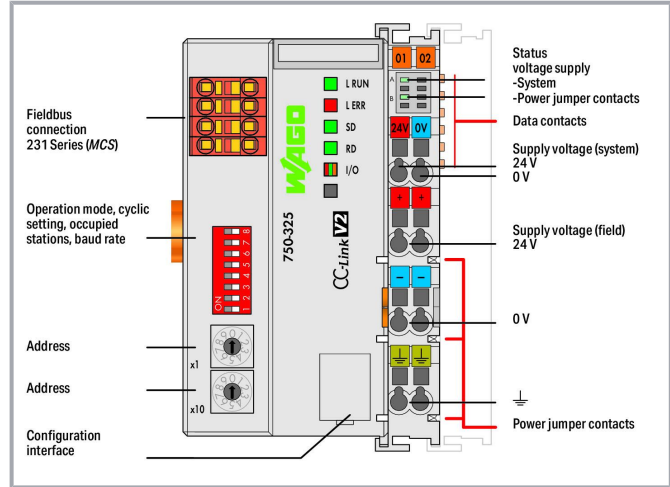 Fieldbus
connection
231 Series (MCS)
Operation mode, cyclic
setting, occupied
stations, baud rate
Address
Address
Configuration
interface
WAGO
750-325
CC-Link V2
L RUN
L ERR
SD
RD
I/O
ON
1 2 3 4 5 6 7 8
x1
x10
01 02
A
B
24V 0V
+ +
— —
Status
voltage supply
-System
-Power jumper contacts
Data contacts
Supply voltage (system)
24 V
0 V
Supply voltage (field)
24 V
0 V
Power jumper contacts